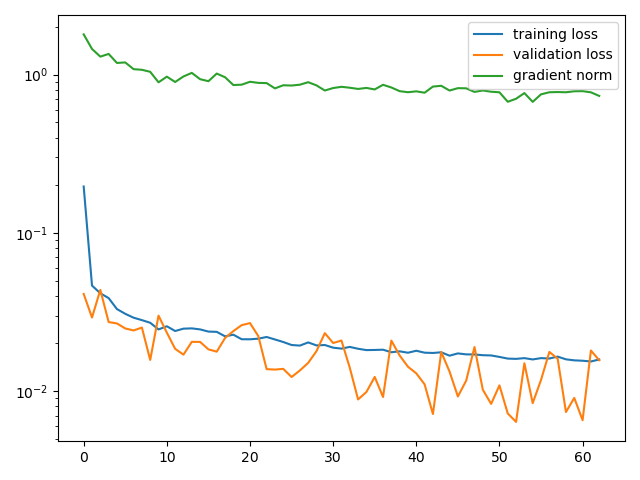 training loss
validation loss
gradient norm
10⁰
10⁻¹
10⁻²
0 10 20 30 40 50 60